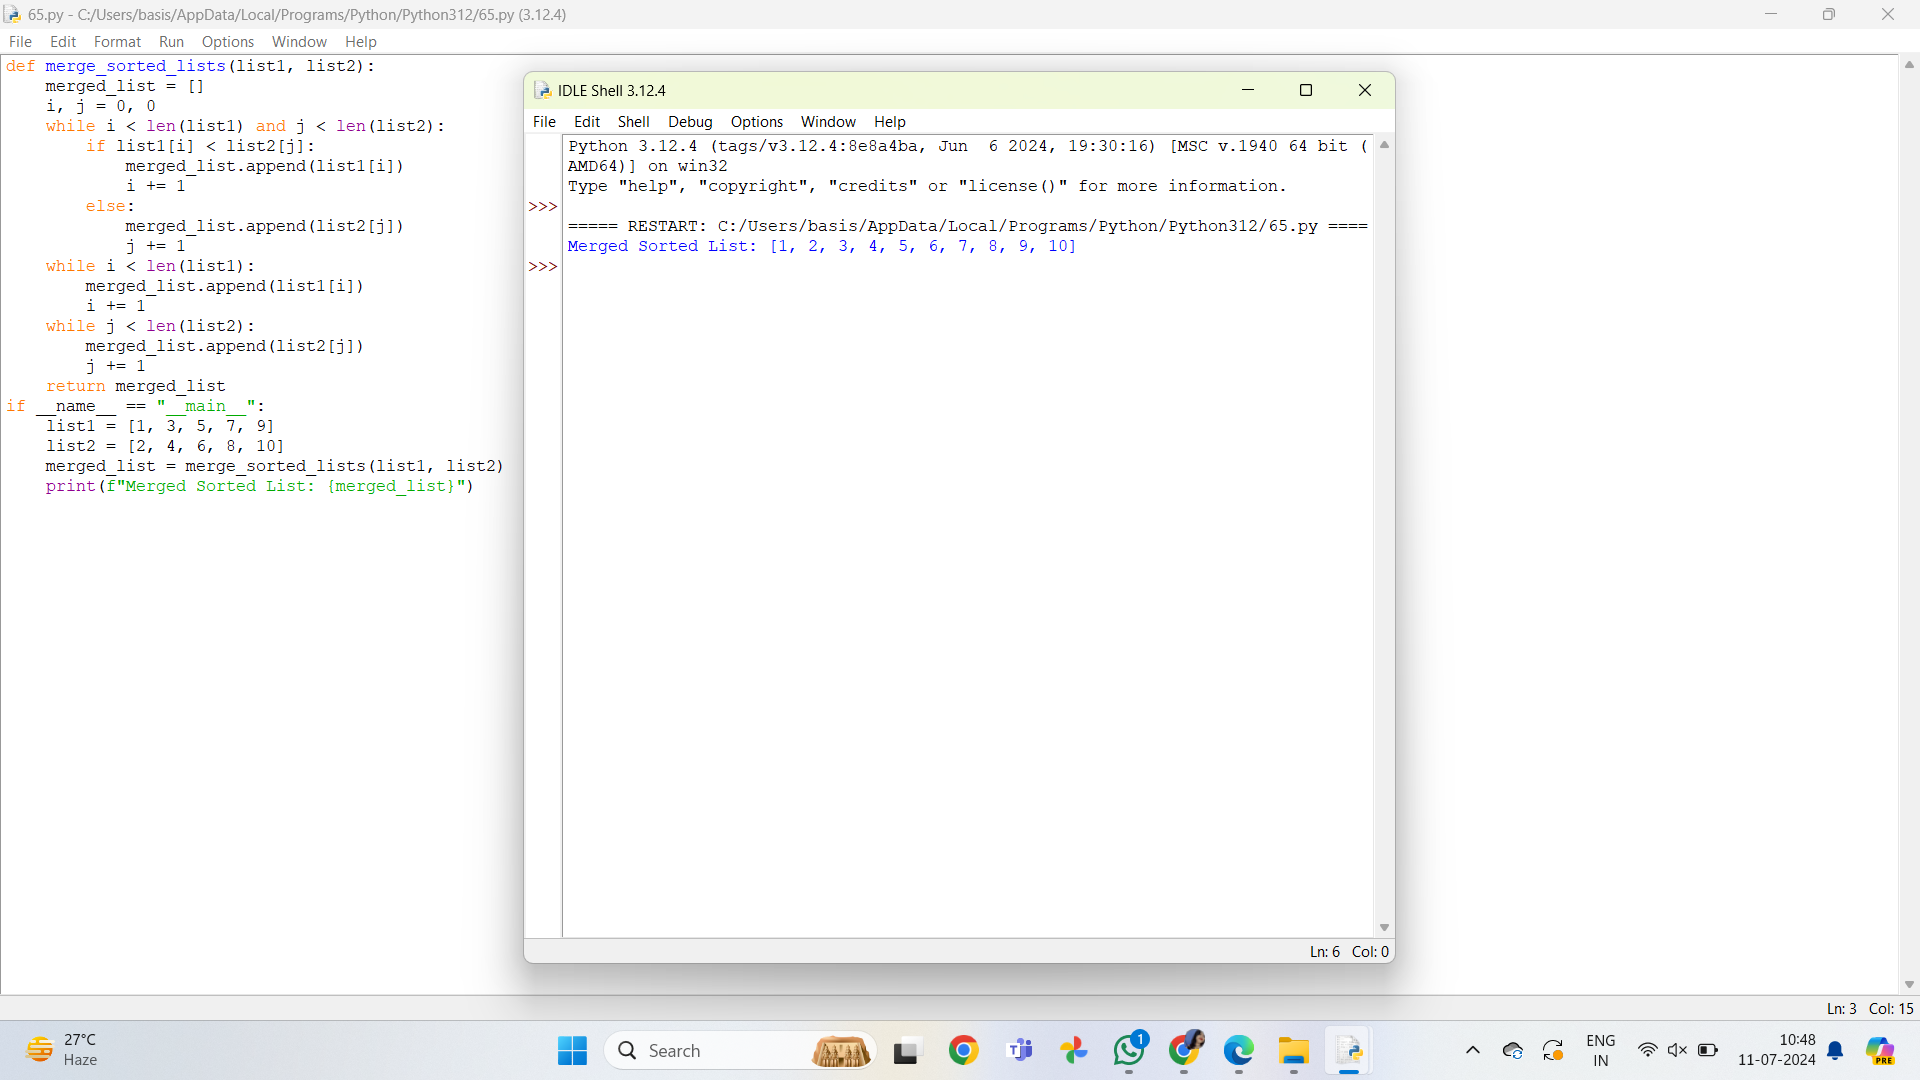 65.py - C:/Users/basis/AppData/Local/Programs/Python/Python312/65.py (3.12.4)
File Edit Format Run Options Window Help
def merge_sorted_lists(list1, list2):
    merged_list = []
    i, j = 0, 0
    while i < len(list1) and j < len(list2):
        if list1[i] < list2[j]:
            merged_list.append(list1[i])
            i += 1
        else:
            merged_list.append(list2[j])
            j += 1
    while i < len(list1):
        merged_list.append(list1[i])
        i += 1
    while j < len(list2):
        merged_list.append(list2[j])
        j += 1
    return merged_list
if __name__ == "__main__":
    list1 = [1, 3, 5, 7, 9]
    list2 = [2, 4, 6, 8, 10]
    merged_list = merge_sorted_lists(list1, list2)
    print(f"Merged Sorted List: {merged_list}")
IDLE Shell 3.12.4
File Edit Shell Debug Options Window Help
Python 3.12.4 (tags/v3.12.4:8e8a4ba, Jun  6 2024, 19:30:16) [MSC v.1940 64 bit (
AMD64)] on win32
Type "help", "copyright", "credits" or "license()" for more information.
>>>
===== RESTART: C:/Users/basis/AppData/Local/Programs/Python/Python312/65.py ====
Merged Sorted List: [1, 2, 3, 4, 5, 6, 7, 8, 9, 10]
>>>
Ln: 6 Col: 0
Ln: 3 Col: 15
27°C
Haze
Search
1
ENG
IN
10:48
11-07-2024
PRE